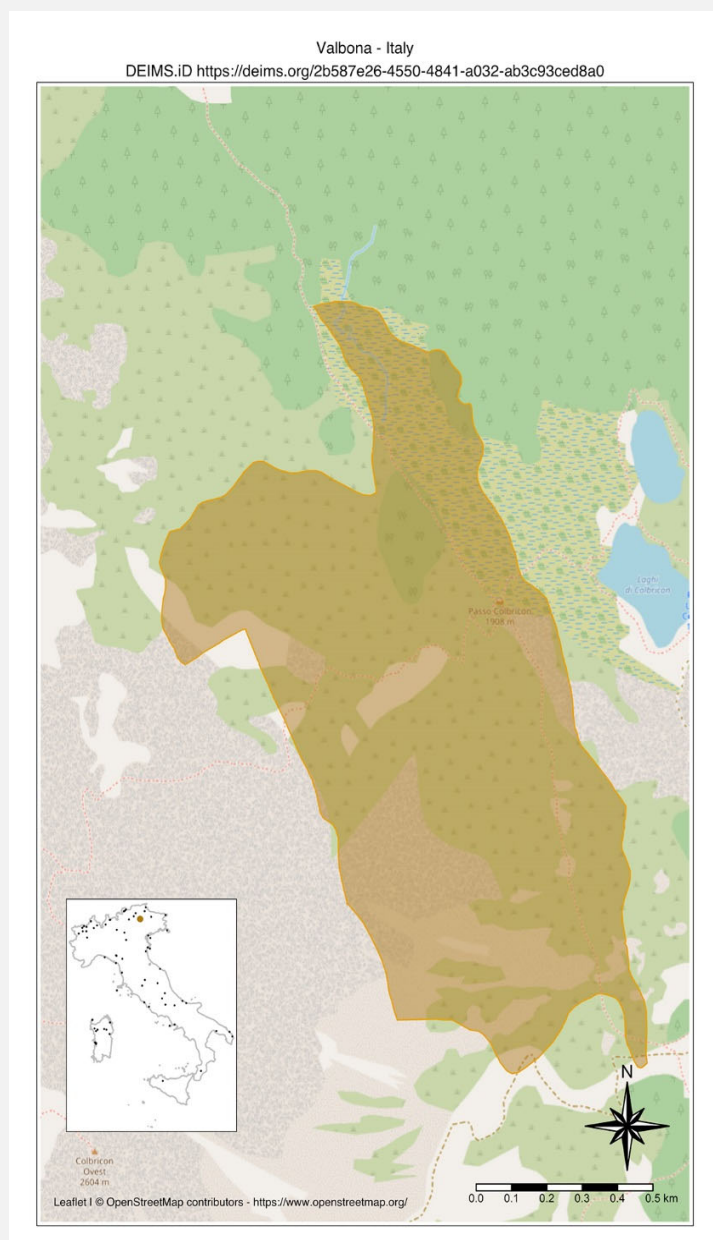 Valbona - Italy
DEIMS.iD https://deims.org/2b587e26-4550-4841-a032-ab3c93ced8a0
Passo Colbricon
1908 m
Laghi
di Colbricon
Colbricon
Ovest
2604 m
N
0.0 0.1 0.2 0.3 0.4 0.5 km
Leaflet | © OpenStreetMap contributors - https://www.openstreetmap.org/